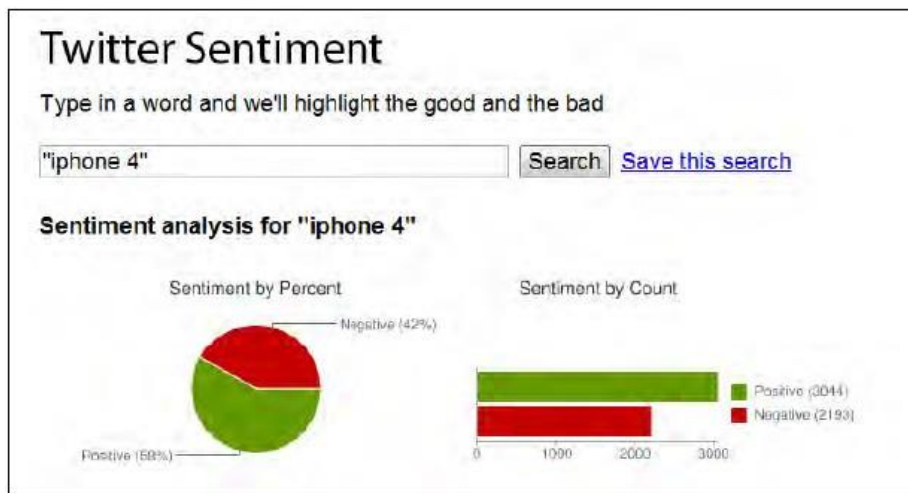 Twitter Sentiment
Type in a word and we'll highlight the good and the bad
"iphone 4" Search Save this search
Sentiment analysis for "iphone 4"
Sentiment by Percent
Negative (42%)
Positive (58%)
Sentiment by Count
Positive (3044)
Negative (2193)
0 1000 2000 3000